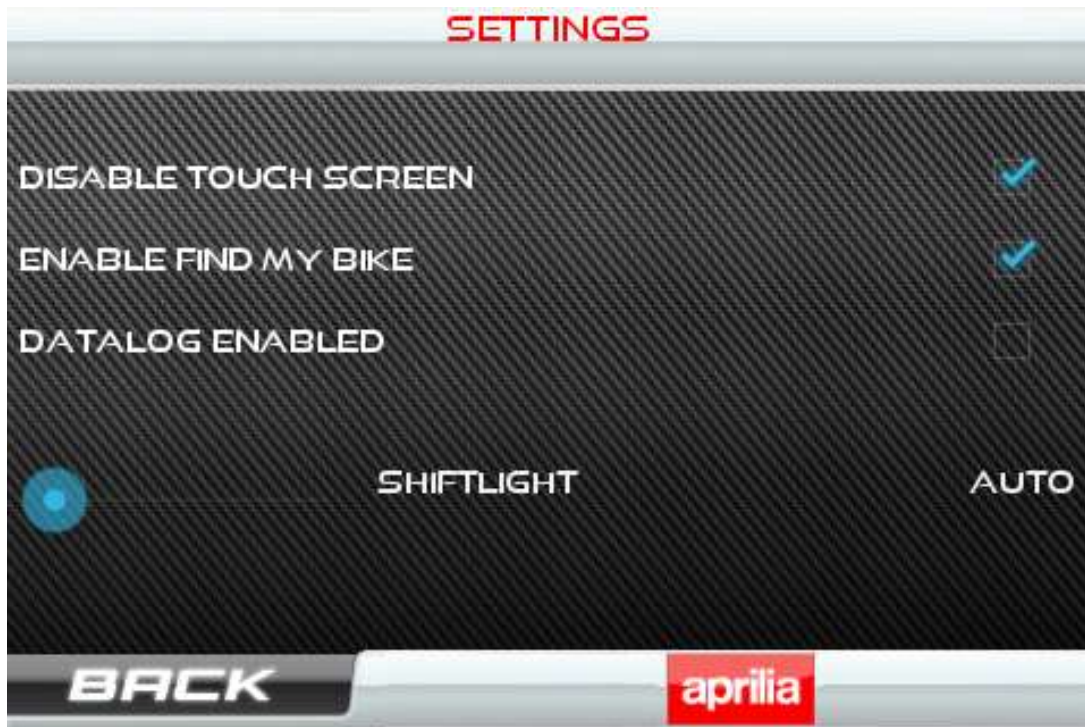 SETTINGS
DISABLE TOUCH SCREEN
ENABLE FIND MY BIKE
DATALOG ENABLED
SHIFTLIGHT AUTO
BACK aprilia